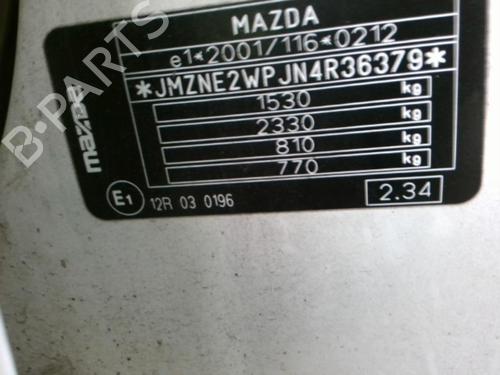 MAZDA
e1*2001/116*0212
*JMZNE2WPJN4R36379*
1530 kg
2330 kg
810 kg
770 kg
mazda
E1 12R 03 0196 2.34
B-PARTS